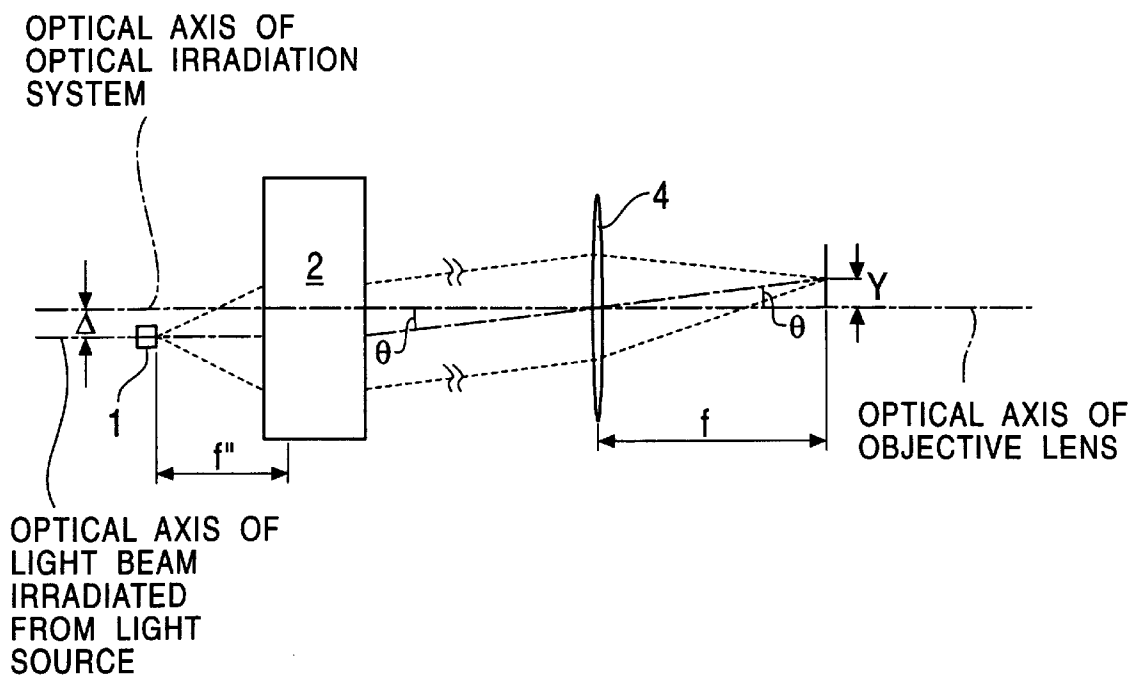 OPTICAL AXIS OF
OPTICAL IRRADIATION
SYSTEM
4
2
Y
Δ
θ
θ
1
f
f"
OPTICAL AXIS OF
OBJECTIVE LENS
OPTICAL AXIS OF
LIGHT BEAM
IRRADIATED
FROM LIGHT
SOURCE